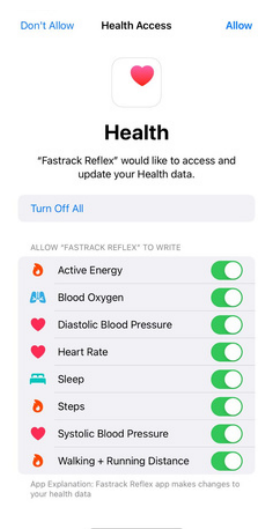 Don't Allow Health Access Allow
Health
"Fastrack Reflex" would like to access and
update your Health data.
Turn Off All
ALLOW "FASTRACK REFLEX" TO WRITE
Active Energy
Blood Oxygen
Diastolic Blood Pressure
Heart Rate
Sleep
Steps
Systolic Blood Pressure
Walking + Running Distance
App Explanation: Fastrack Reflex app makes changes to
your health data